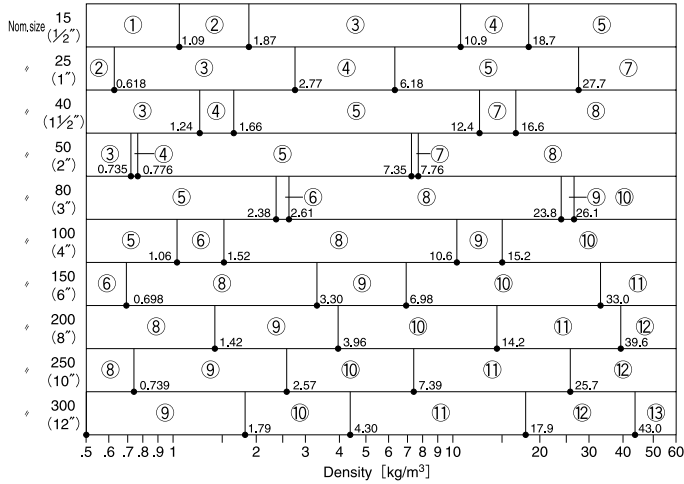 Nom. size 15 (1/2″) ① ② ③ ④ ⑤
1.09 1.87 10.9 18.7
〃 25 (1″) ② ③ ④ ⑤ ⑦
0.618 2.77 6.18 27.7
〃 40 (1 1/2″) ③ ④ ⑤ ⑦ ⑧
1.24 1.66 12.4 16.6
〃 50 (2″) ③ ④ ⑤ ⑦ ⑧
0.735 0.776 7.35 7.76
〃 80 (3″) ⑤ ⑥ ⑧ ⑨ ⑩
2.38 2.61 23.8 26.1
〃 100 (4″) ⑤ ⑥ ⑧ ⑨ ⑩
1.06 1.52 10.6 15.2
〃 150 (6″) ⑥ ⑧ ⑨ ⑩ ⑪
0.698 3.30 6.98 33.0
〃 200 (8″) ⑧ ⑨ ⑩ ⑪ ⑫
1.42 3.96 14.2 39.6
〃 250 (10″) ⑧ ⑨ ⑩ ⑪ ⑫
0.739 2.57 7.39 25.7
〃 300 (12″) ⑨ ⑩ ⑪ ⑫ ⑬
1.79 4.30 17.9 43.0
.5 .6 .7 .8 .9 1 2 3 4 5 6 7 8 9 10 20 30 40 50 60
Density [kg/m³]